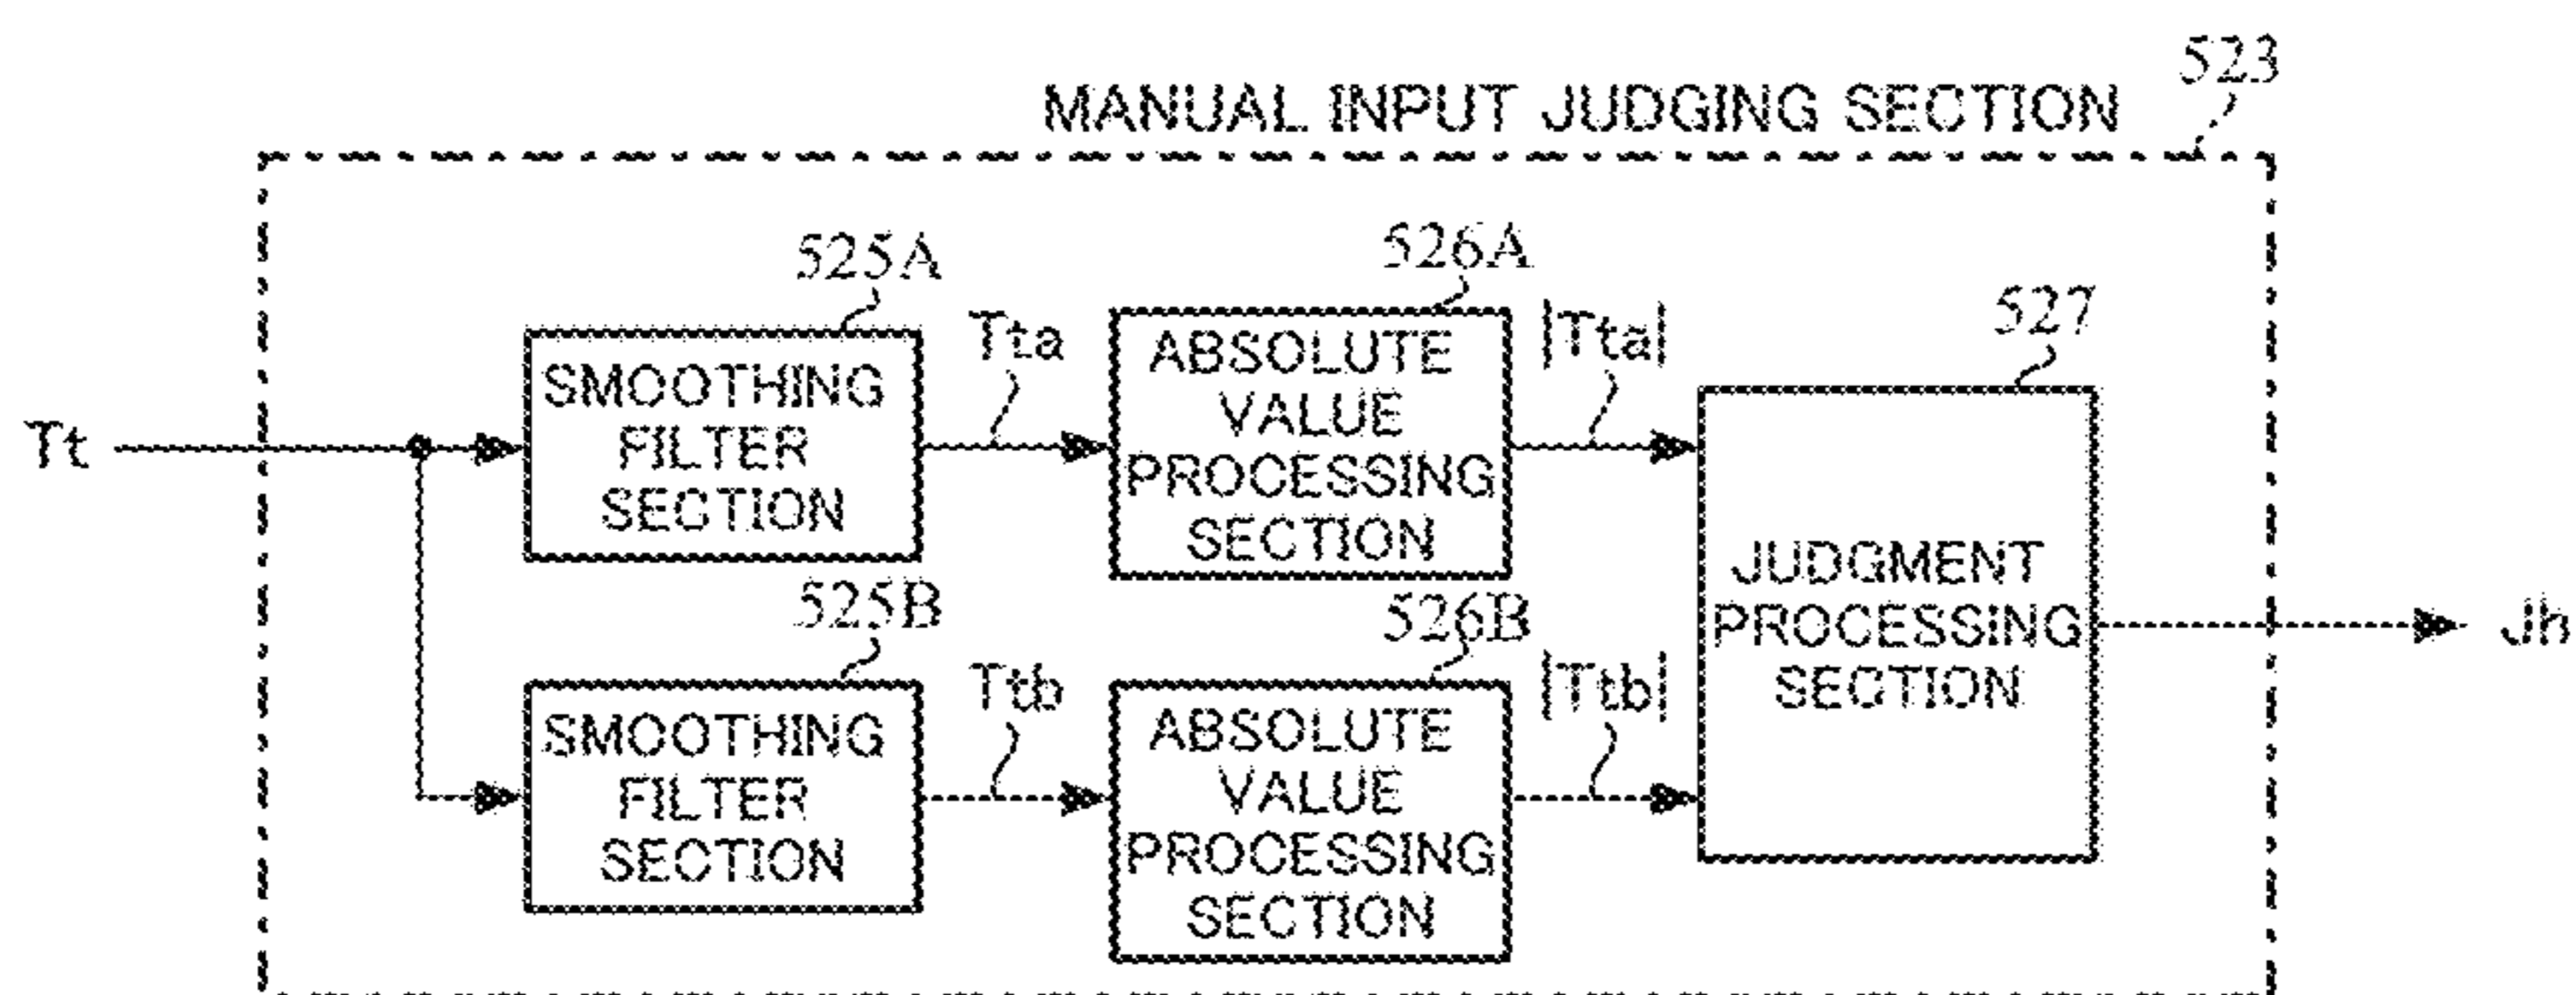 523
MANUAL INPUT JUDGING SECTION
525A
526A
527
Tta
|Tta|
Tt
SMOOTHING
FILTER
SECTION
ABSOLUTE
VALUE
PROCESSING
SECTION
JUDGMENT
PROCESSING
SECTION
Jh
525B
526B
Ttb
|Ttb|
SMOOTHING
FILTER
SECTION
ABSOLUTE
VALUE
PROCESSING
SECTION